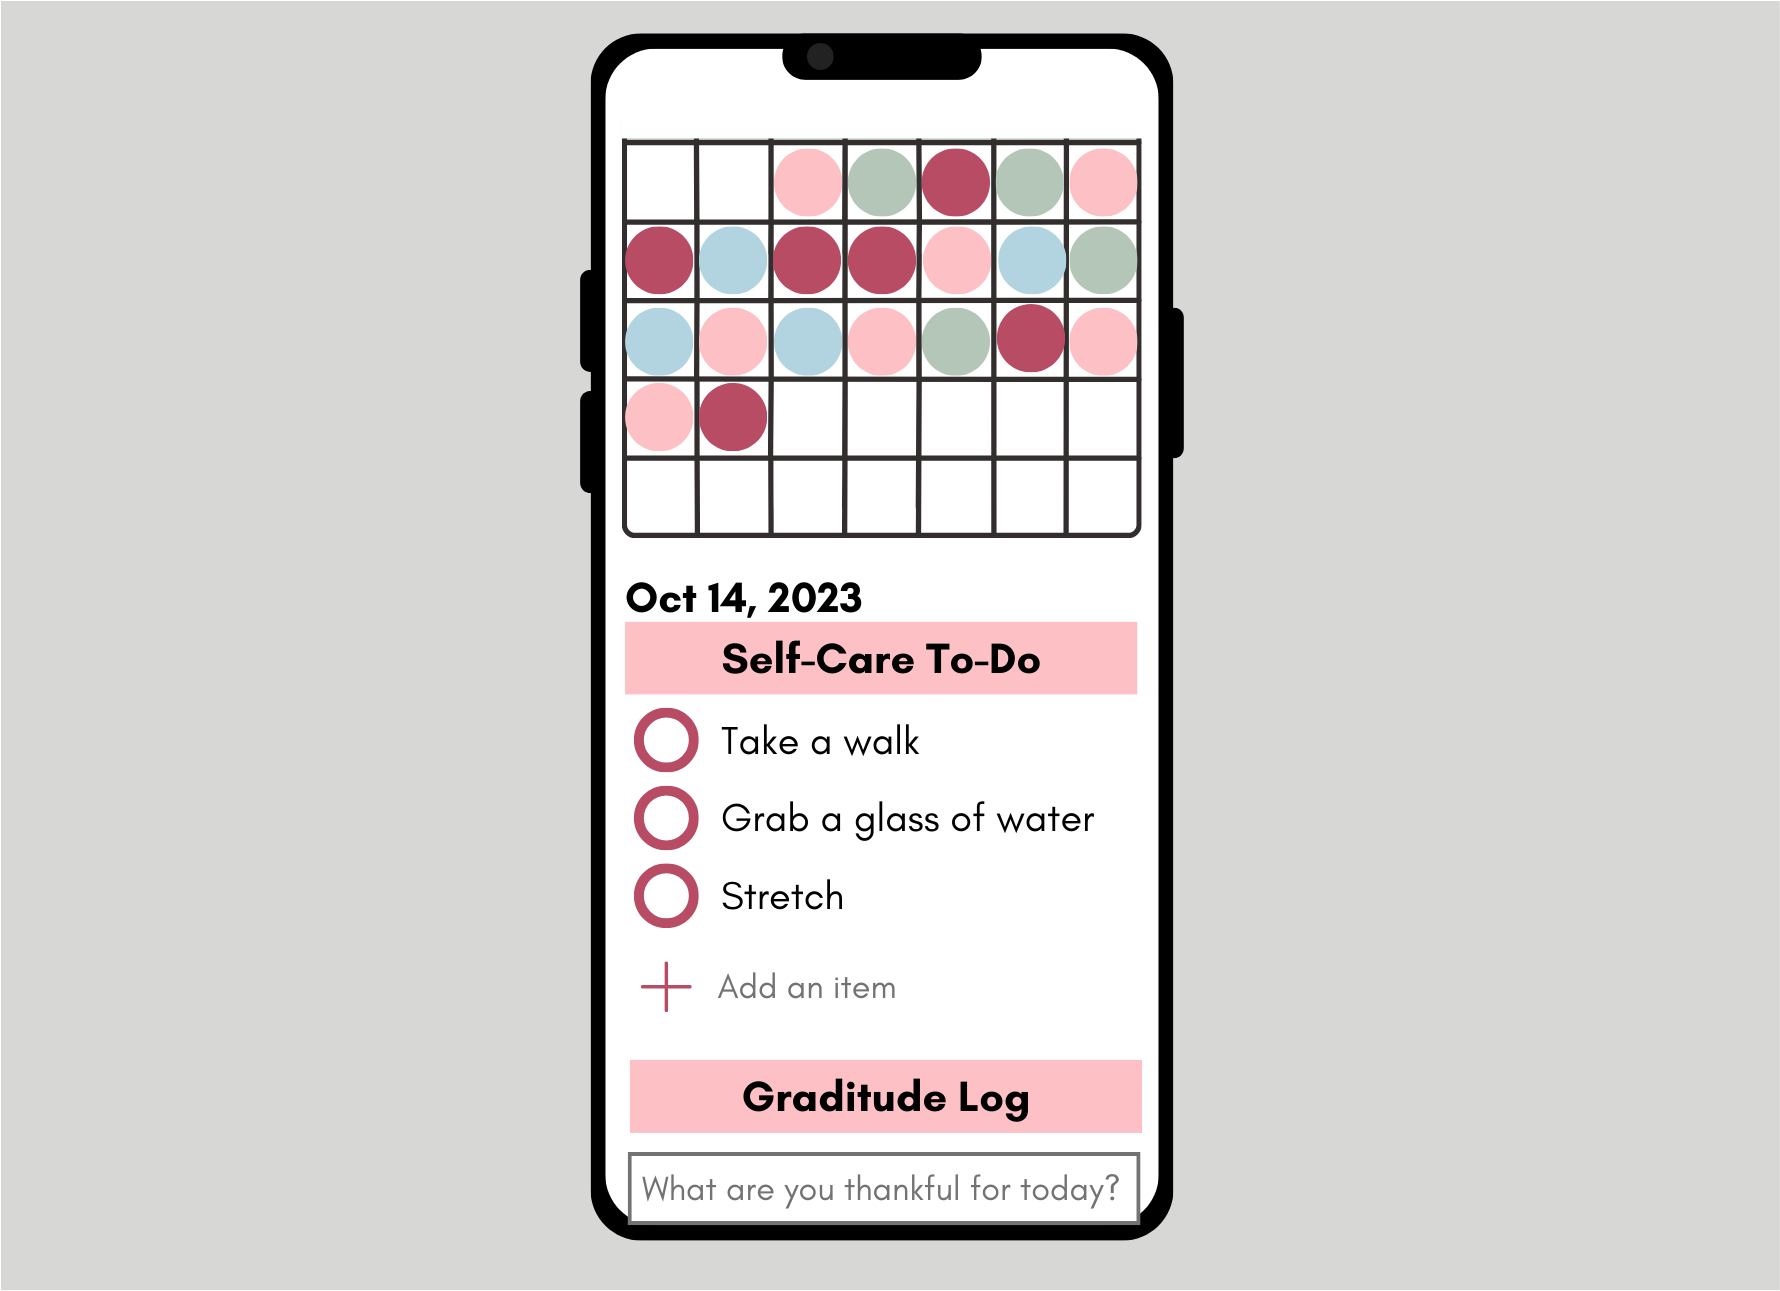 Oct 14, 2023
Self-Care To-Do
Take a walk
Grab a glass of water
Stretch
Add an item
Graditude Log
What are you thankful for today?